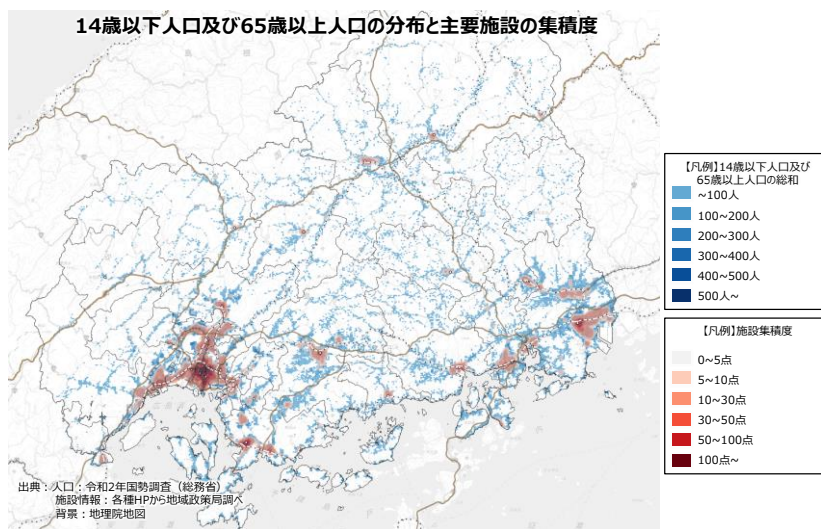 14歳以下人口及び65歳以上人口の分布と主要施設の集積度
【凡例】14歳以下人口及び
65歳以上人口の総和
~100人
100~200人
200~300人
300~400人
400~500人
500人~
【凡例】施設集積度
0~5点
5~10点
10~30点
30~50点
50~100点
100点~
出典：人口：令和2年国勢調査（総務省）
施設情報：各種HPから地域政策局調べ
背景：地理院地図